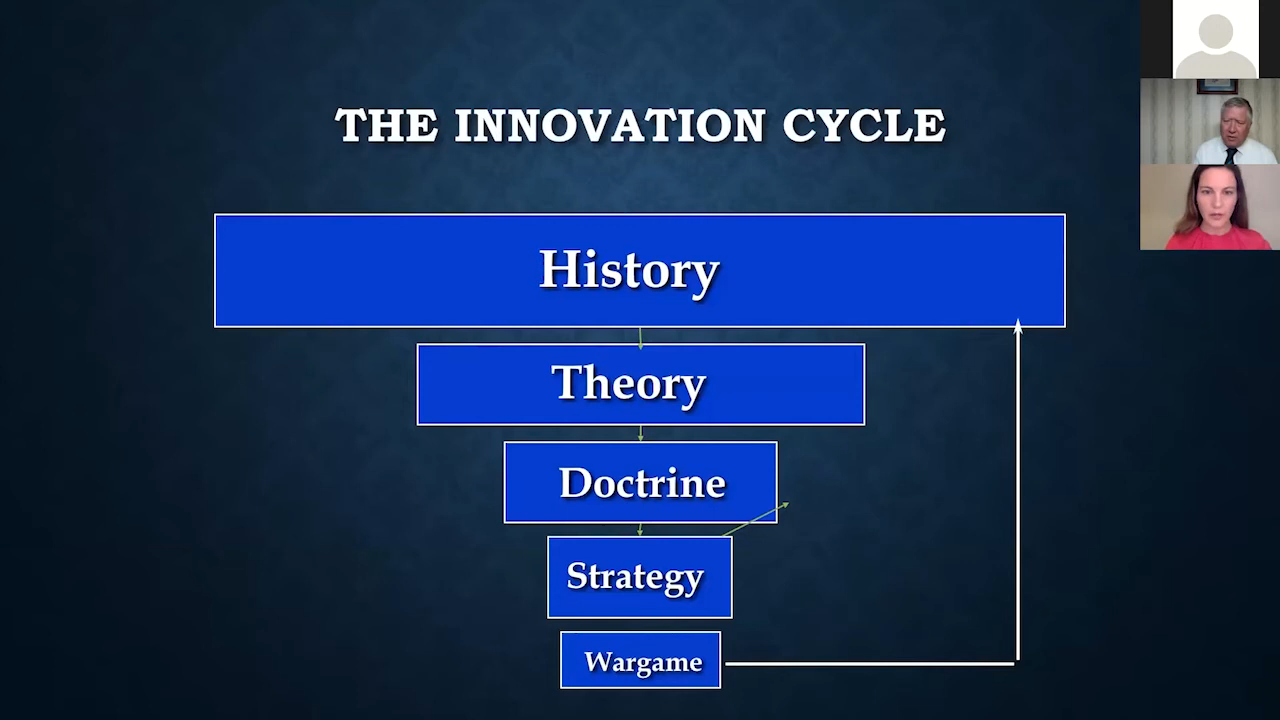 THE INNOVATION CYCLE
History
Theory
Doctrine
Strategy
Wargame